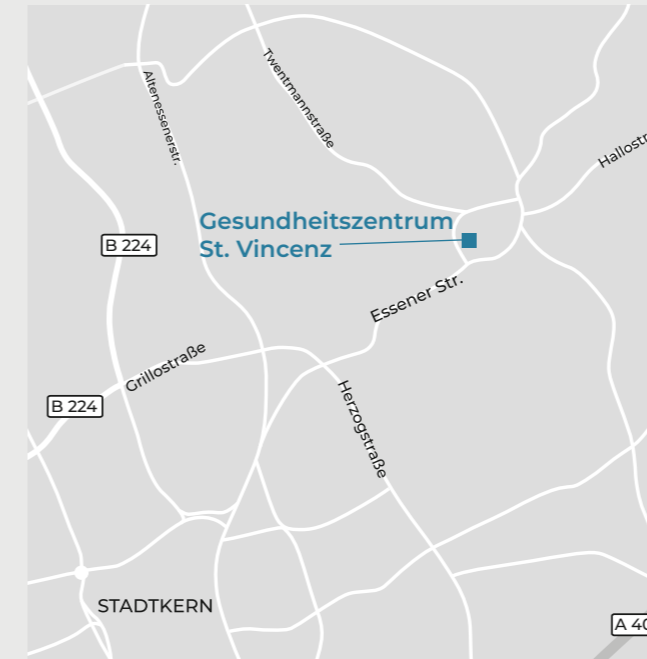 Twentmannstraße
Altenessenerstr.
Hallostr
Gesundheitszentrum
St. Vincenz
B 224
Essener Str.
Grillostraße
B 224
Herzogstraße
STADTKERN
A 40